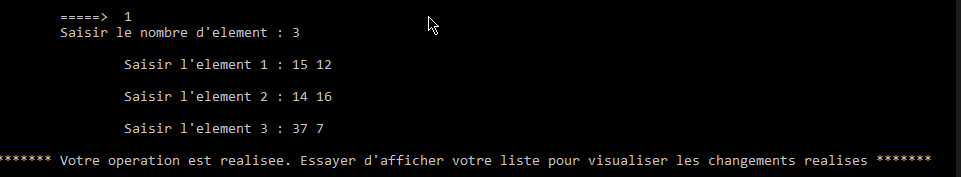 =====> 1
Saisir le nombre d'element : 3
Saisir l'element 1 : 15 12
Saisir l'element 2 : 14 16
Saisir l'element 3 : 37 7
******* Votre operation est realisee. Essayer d'afficher votre liste pour visualiser les changements realises *******